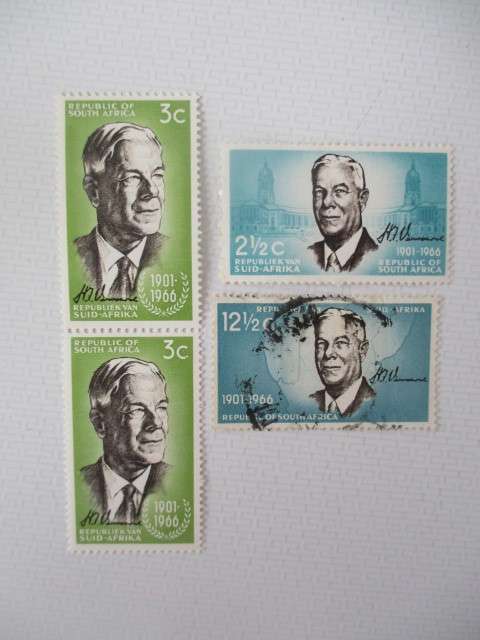 REPUBLIC OF
SOUTH AFRICA
3c
1901-
1966
REPUBLIEK VAN
SUID-AFRIKA
REPUBLIC OF
SOUTH AFRICA
3c
1901-
1966
REPUBLIEK VAN
SUID-AFRIKA
2½c
1901-1966
REPUBLIEK VAN
SUID-AFRIKA
REPUBLIC OF
SOUTH AFRICA
12½c
1901-1966
REPUBLIC OF SOUTH AFRICA